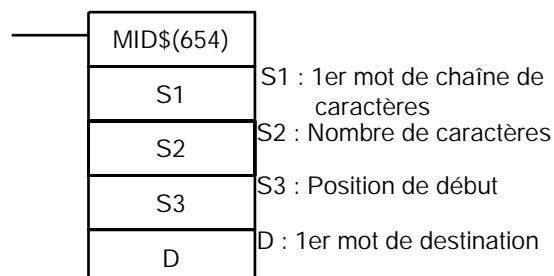 MID$(654)
S1
S1 : 1er mot de chaîne de
caractères
S2
S2 : Nombre de caractères
S3
S3 : Position de début
D
D : 1er mot de destination